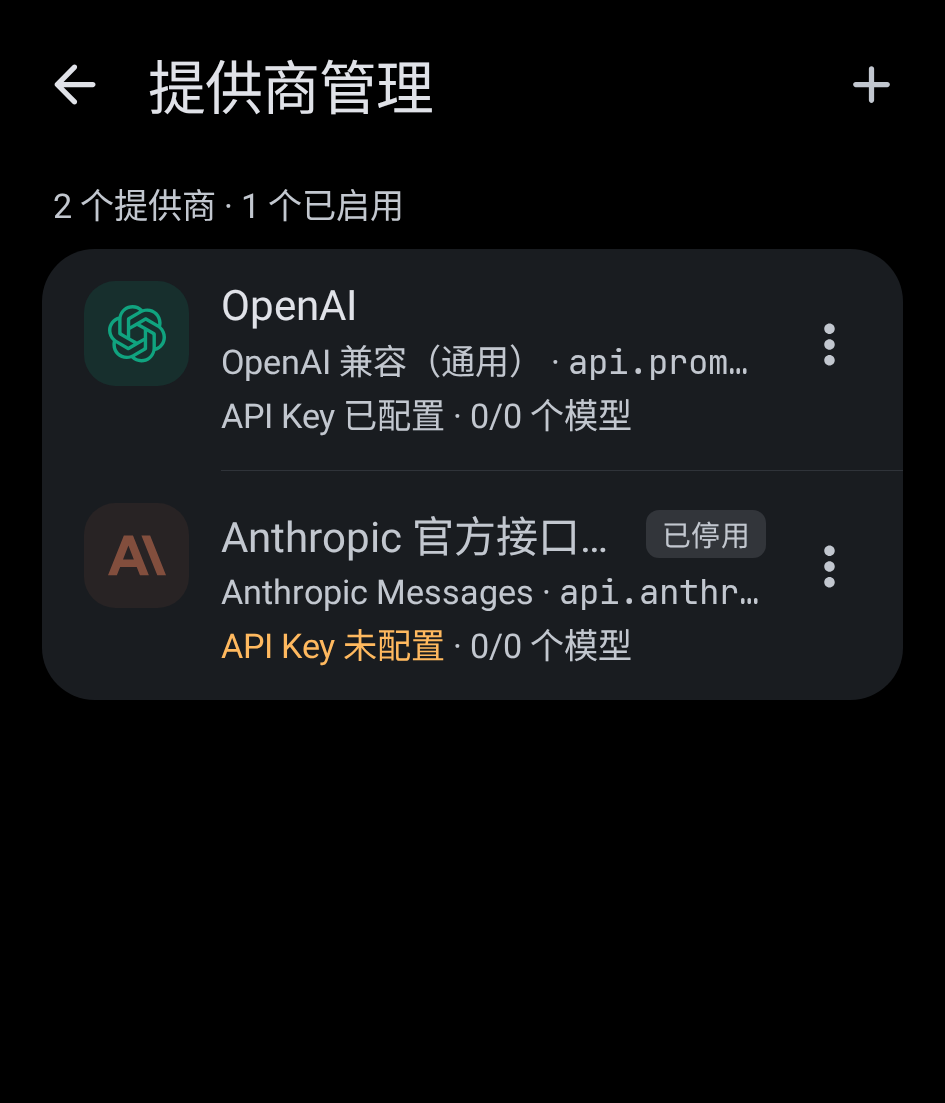 提供商管理
2 个提供商 · 1 个已启用
OpenAI
OpenAI 兼容（通用） · api.prom…
API Key 已配置 · 0/0 个模型
Anthropic 官方接口… 已停用
Anthropic Messages · api.anthr…
API Key 未配置 · 0/0 个模型